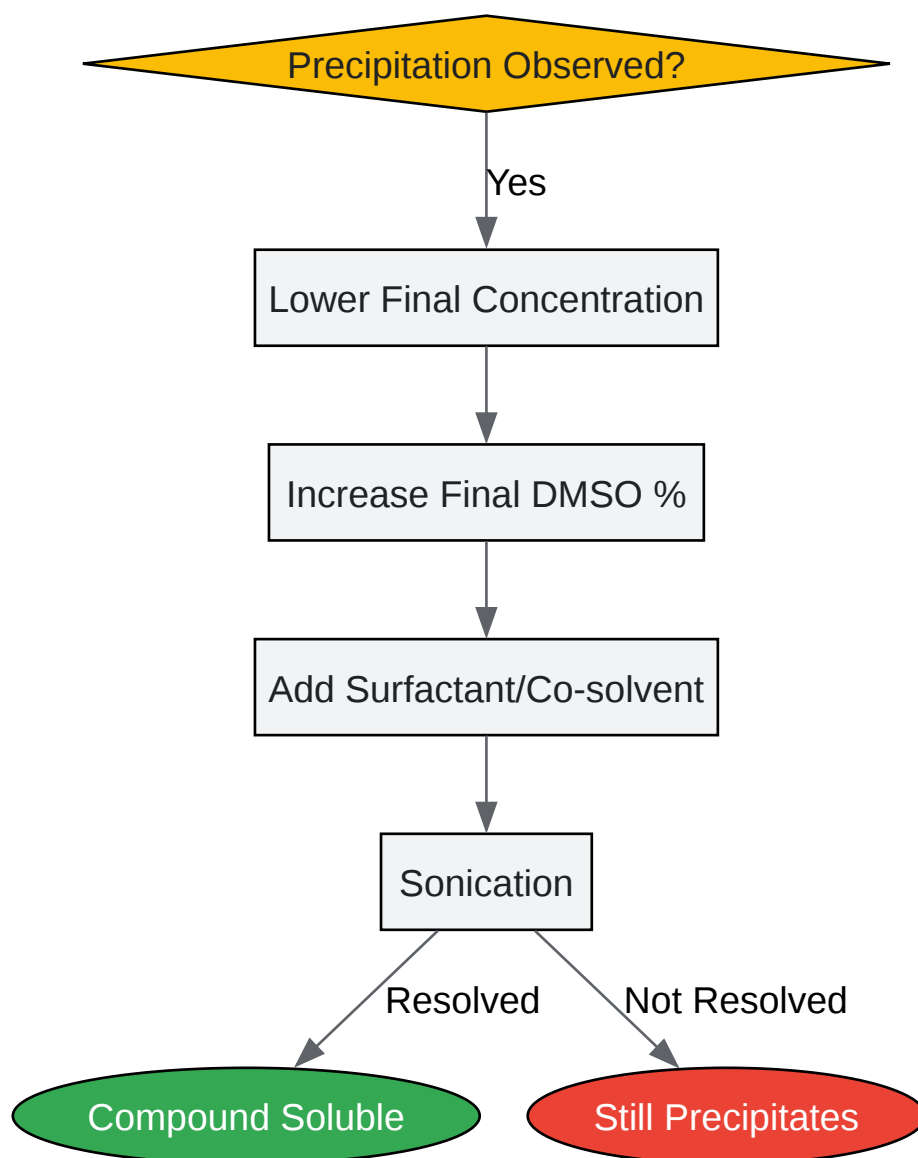 Precipitation Observed?
Yes
Lower Final Concentration
Increase Final DMSO %
Add Surfactant/Co-solvent
Sonication
Resolved
Not Resolved
Compound Soluble
Still Precipitates